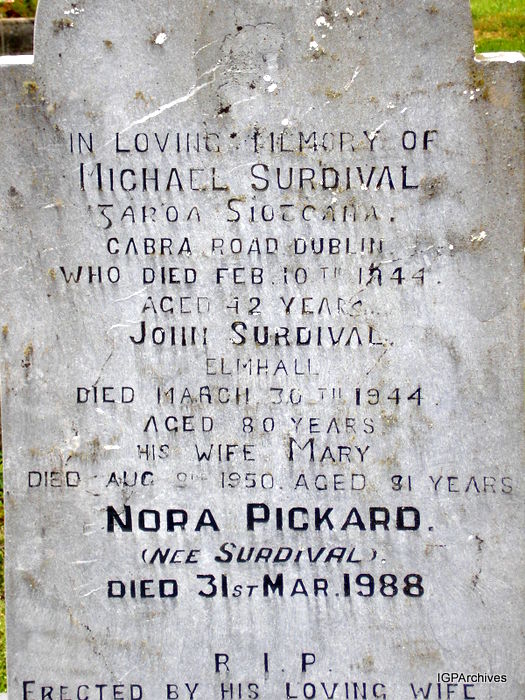 IN LOVING MEMORY OF
MICHAEL SURDIVAL.
GARDA SIOTCANA.
CABRA ROAD DUBLIN
WHO DIED FEB. 10TH 1944.
AGED 42 YEARS.
JOHN SURDIVAL.
ELMHALL
DIED MARCH 30TH 1944.
AGED 80 YEARS
HIS WIFE MARY
DIED AUG 1950. AGED 81 YEARS
NORA PICKARD.
(NEE SURDIVAL).
DIED 31ST MAR. 1988
R I P.
ERECTED BY HIS LOVING WIFE.
IGPArchives